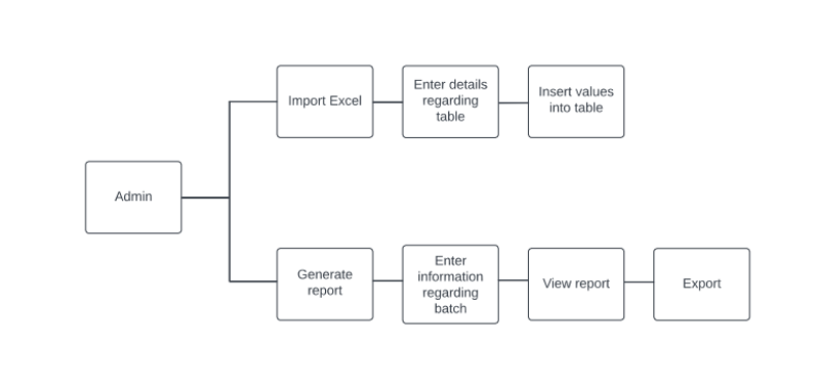 Import Excel
Enter details
regarding
table
Insert values
into table
Admin
Generate
report
Enter
information
regarding
batch
View report
Export